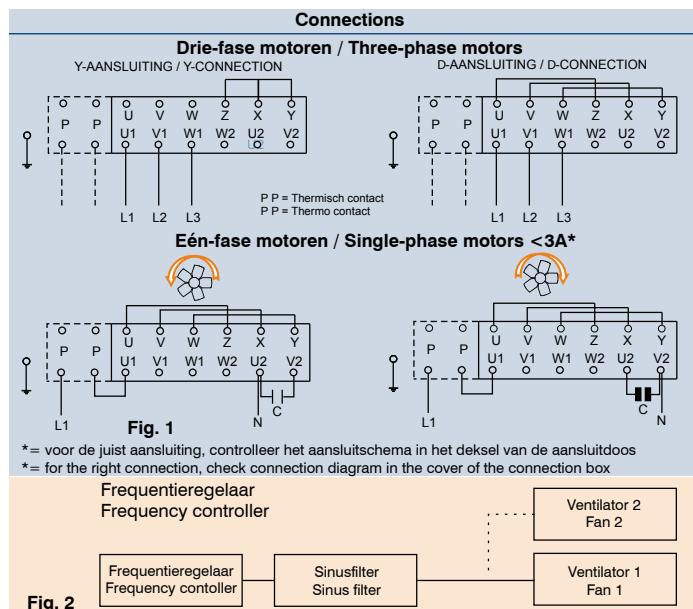 Connections
Drie-fase motoren / Three-phase motors
Y-AANSLUITING / Y-CONNECTION
U V W Z X Y
P P
U1 V1 W1 W2 U2 V2
U2
L1 L2 L3
P P = Thermisch contact
P P = Thermo contact
D-AANSLUITING / D-CONNECTION
U V W Z X Y
P P
U1 V1 W1 W2 U2 V2
L1 L2 L3
Eén-fase motoren / Single-phase motors <3A*
U V W Z X Y
P P
U1 V1 W1 W2 U2 V2
C
L1 N
U V W Z X Y
P P
U1 V1 W1 W2 U2 V2
C
L1 N
Fig. 1
*= voor de juist aansluiting, controlleer het aansluitschema in het deksel van de aansluitdoos
*= for the right connection, check connection diagram in the cover of the connection box
Frequentieregelaar
Frequency controller
Ventilator 2
Fan 2
Frequentieregelaar
Frequency contoller
Sinusfilter
Sinus filter
Ventilator 1
Fan 1
Fig. 2